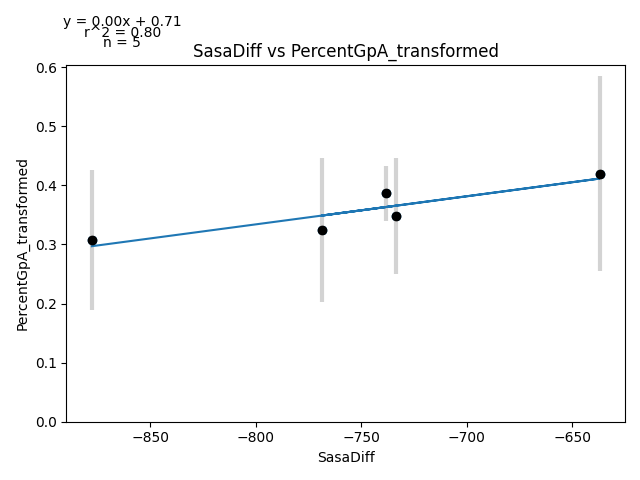 y = 0.00x + 0.71
r^2 = 0.80
n = 5
SasaDiff vs PercentGpA_transformed
PercentGpA_transformed
0.6
0.5
0.4
0.3
0.2
0.1
0.0
−850
−800
−750
−700
−650
SasaDiff